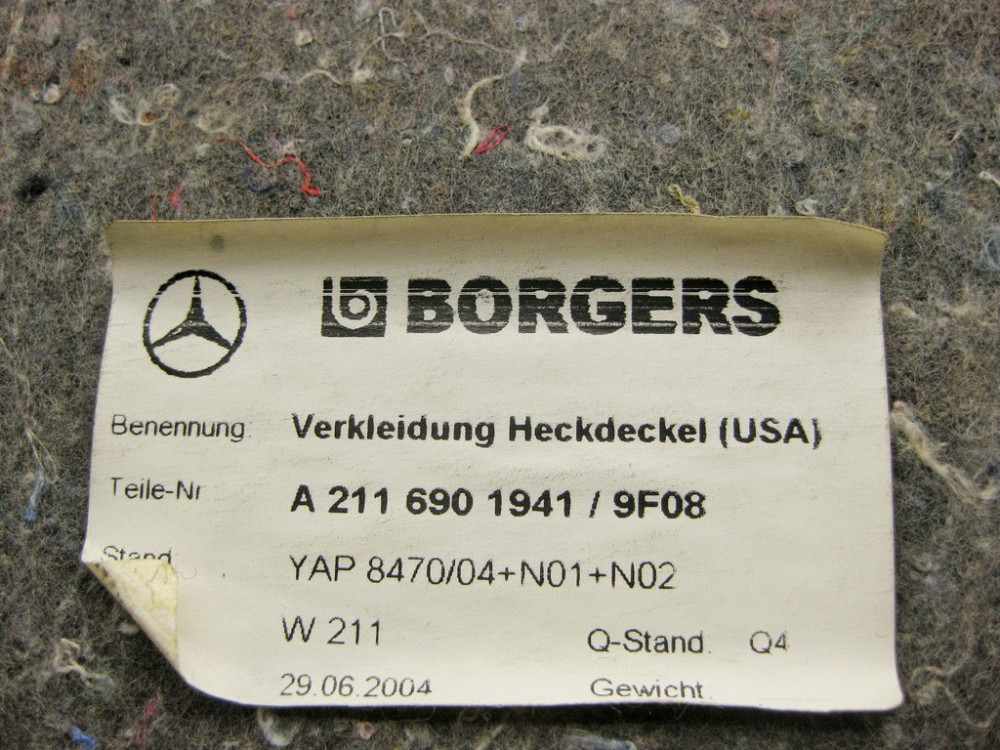 BORGERS
Benennung: Verkleidung Heckdeckel (USA)
Teile-Nr A 211 690 1941 / 9F08
Stand YAP 8470/04+N01+N02
W 211 Q-Stand. Q4
29.06.2004 Gewicht.